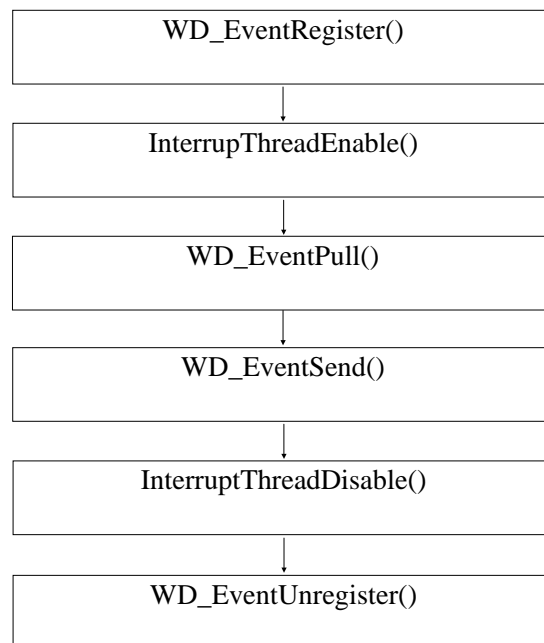 WD_EventRegister()
InterrupThreadEnable()
WD_EventPull()
WD_EventSend()
InterruptThreadDisable()
WD_EventUnregister()